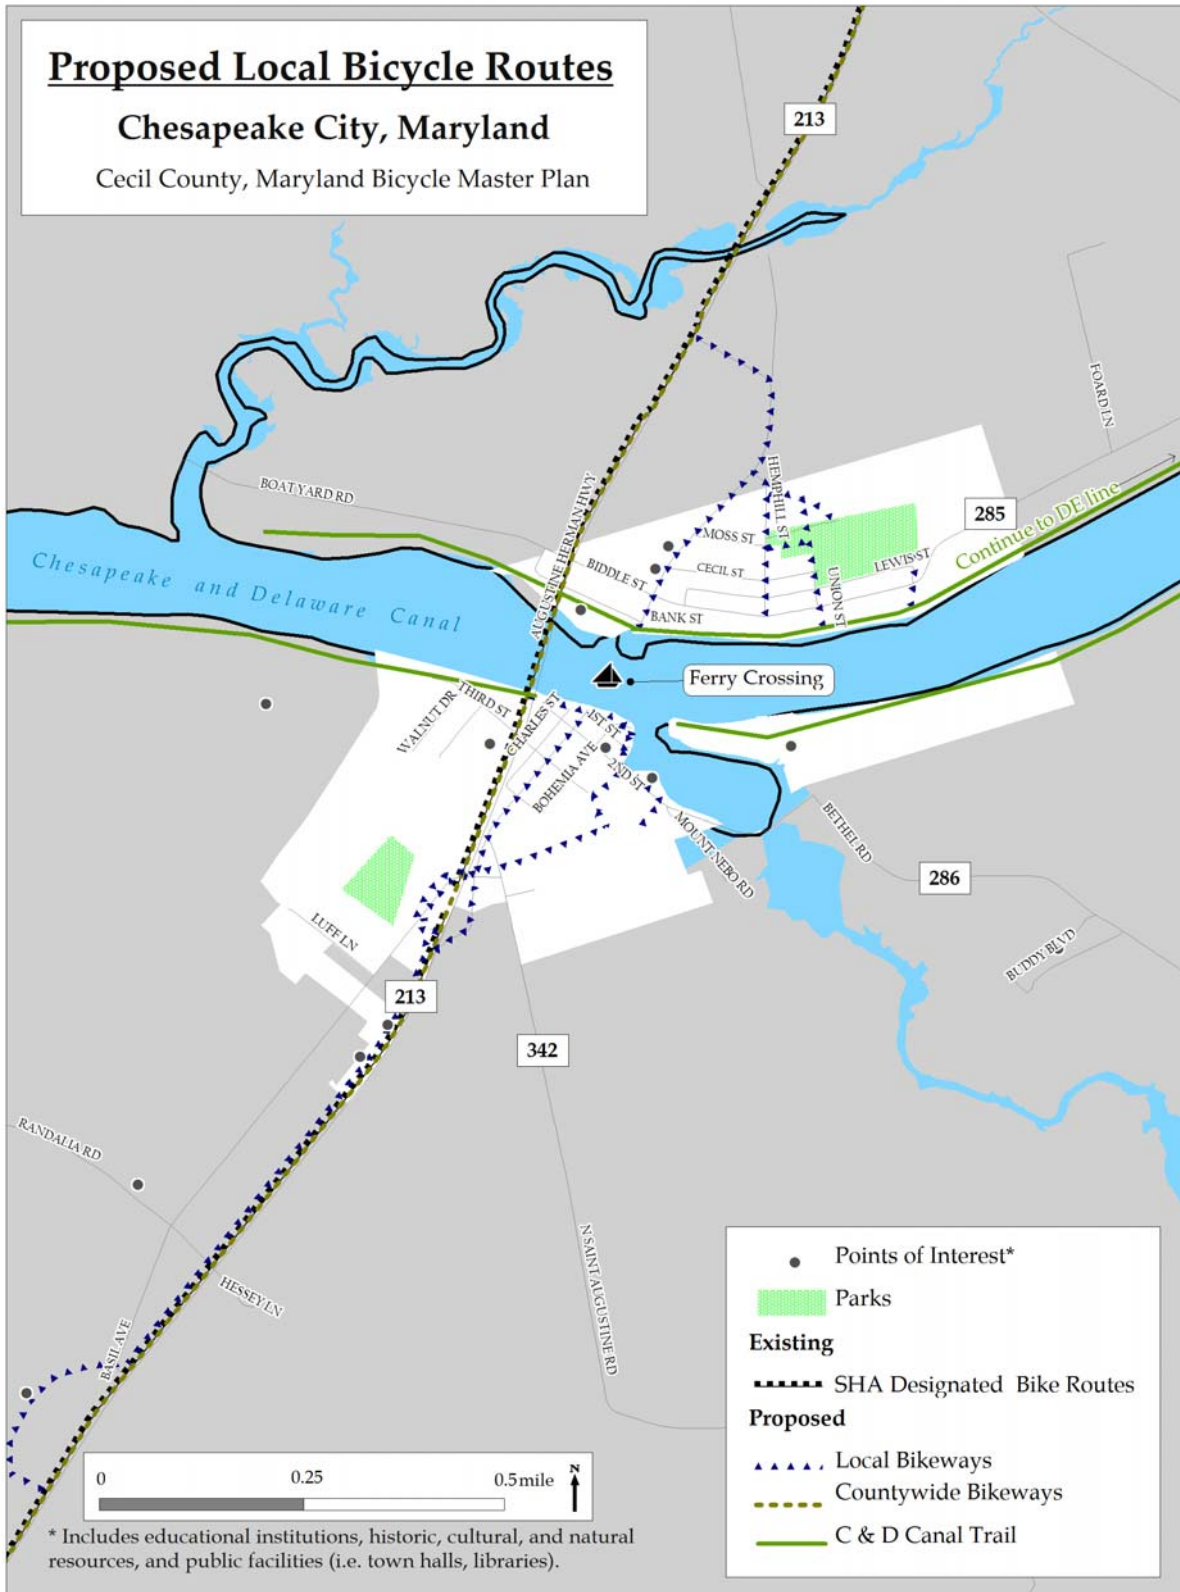 Proposed Local Bicycle Routes
Chesapeake City, Maryland
Cecil County, Maryland Bicycle Master Plan
213
FOARD LN
BOAT YARD RD
AUGUSTINE HERMAN HWY
HEMPHILL ST
285
Continue to DE line
MOSS ST
CECIL ST
LEWIS ST
BIDDLE ST
UNION ST
BANK ST
Chesapeake and Delaware Canal
Ferry Crossing
WALNUT DR
THIRD ST
CHARLES ST
1ST ST
BOHEMIA AVE
2ND ST
MOUNT NEBO RD
BETHEL RD
286
LUFF LN
BUDDY BLVD
213
342
RANDALIA RD
HESSEY LN
N SAINT AUGUSTINE RD
BASIL AVE
Points of Interest*
Parks
Existing
SHA Designated Bike Routes
Proposed
Local Bikeways
Countywide Bikeways
C & D Canal Trail
0 0.25 0.5 mile
N
* Includes educational institutions, historic, cultural, and natural
resources, and public facilities (i.e. town halls, libraries).